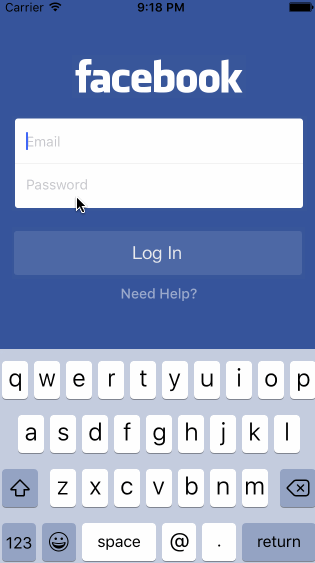 Carrier 9:18 PM
facebook
Email
Password
Log In
Need Help?
q w e r t y u i o p
a s d f g h j k l
z x c v b n m
123 space @ . return